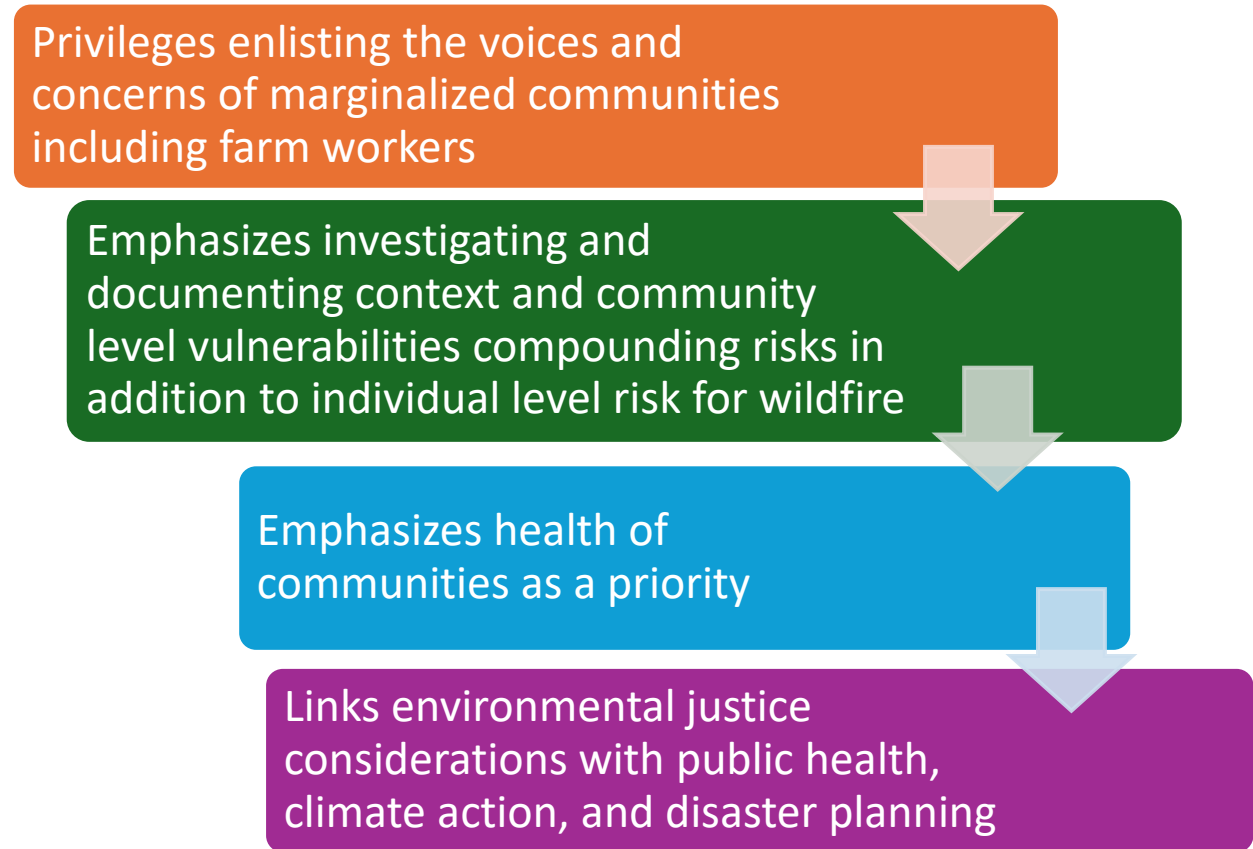 Privileges enlisting the voices and
concerns of marginalized communities
including farm workers
Emphasizes investigating and
documenting context and community
level vulnerabilities compounding risks in
addition to individual level risk for wildfire
Emphasizes health of
communities as a priority
Links environmental justice
considerations with public health,
climate action, and disaster planning